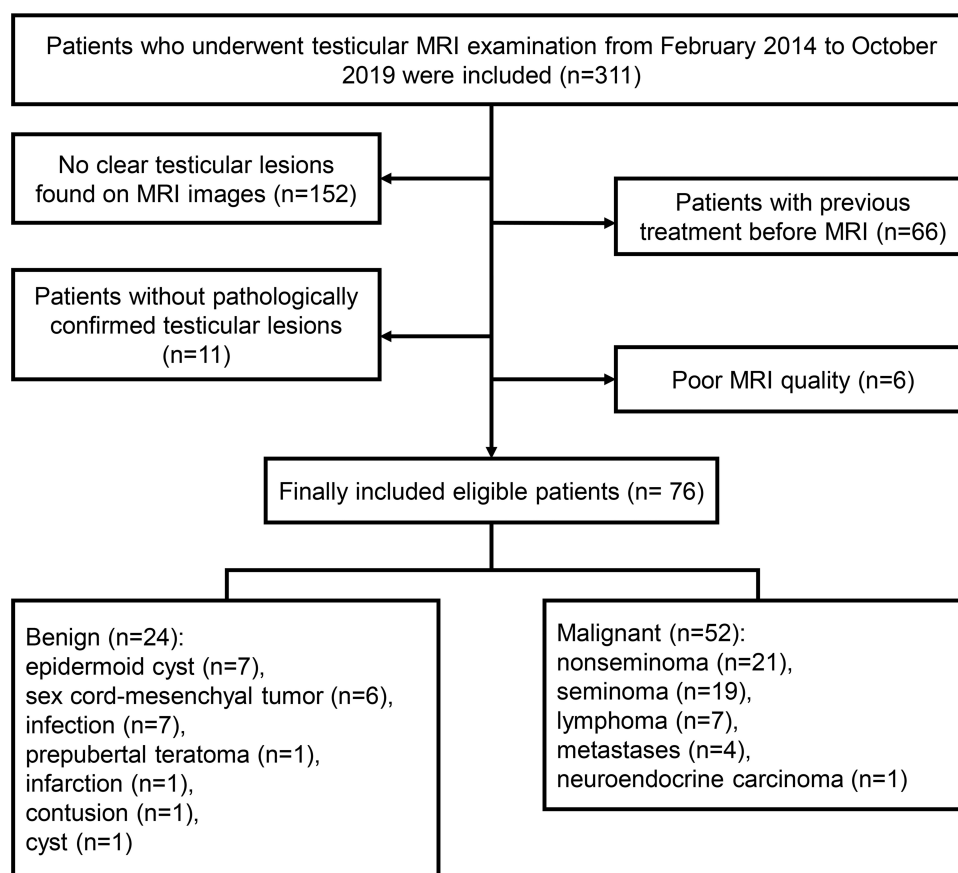 Patients who underwent testicular MRI examination from February 2014 to October
2019 were included (n=311)
No clear testicular lesions
found on MRI images (n=152)
Patients with previous
treatment before MRI (n=66)
Patients without pathologically
confirmed testicular lesions
(n=11)
Poor MRI quality (n=6)
Finally included eligible patients (n= 76)
Benign (n=24):
epidermoid cyst (n=7),
sex cord-mesenchyal tumor (n=6),
infection (n=7),
prepubertal teratoma (n=1),
infarction (n=1),
contusion (n=1),
cyst (n=1)
Malignant (n=52):
nonseminoma (n=21),
seminoma (n=19),
lymphoma (n=7),
metastases (n=4),
neuroendocrine carcinoma (n=1)